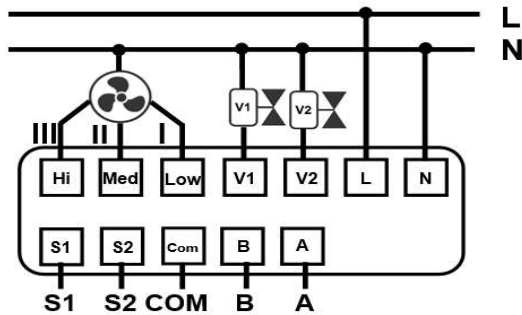 L
N
V1 V2
III II I
Hi Med Low V1 V2 L N
S1 S2 Com B A
S1 S2 COM B A